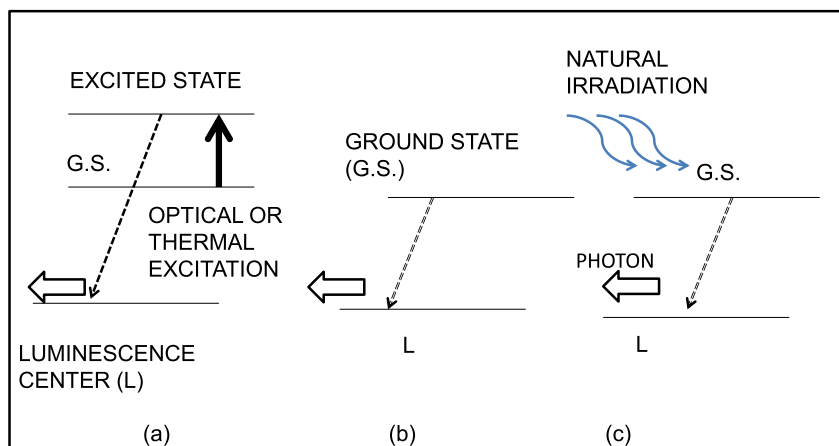 EXCITED STATE
G.S.
OPTICAL OR
THERMAL
EXCITATION
LUMINESCENCE
CENTER (L)
(a)
GROUND STATE
(G.S.)
L
(b)
NATURAL
IRRADIATION
G.S.
PHOTON
L
(c)